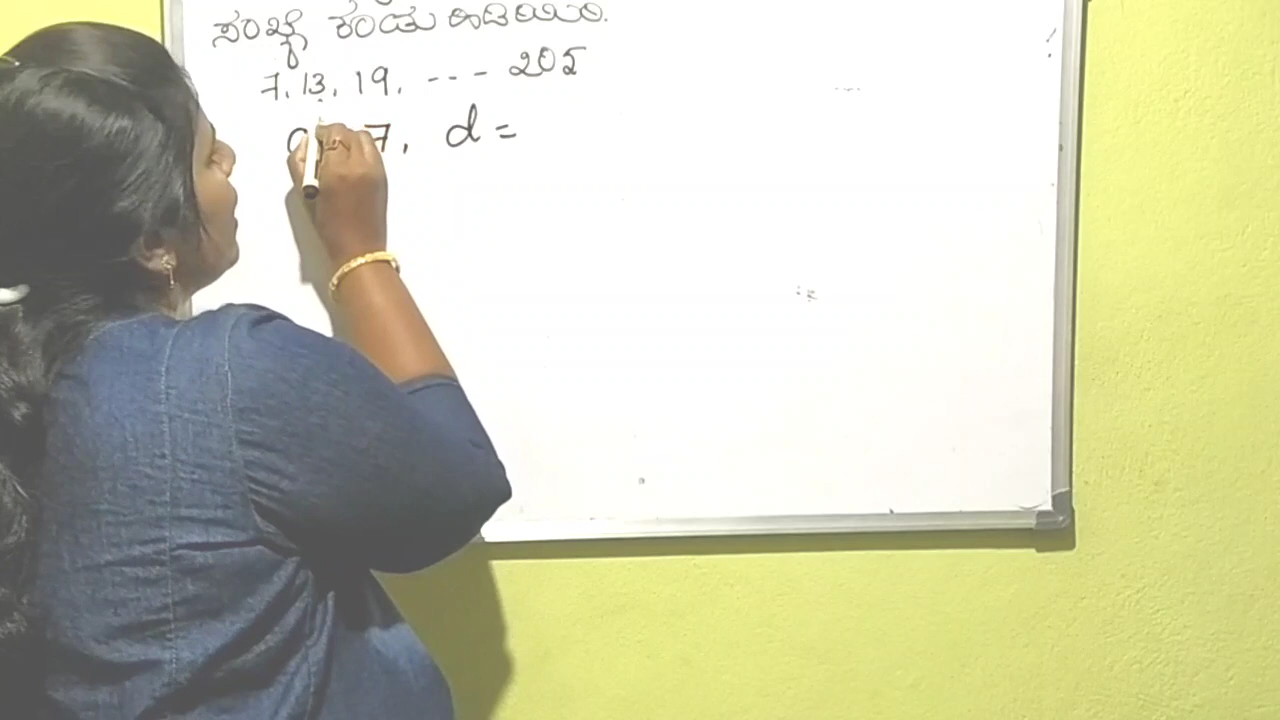 ಸಂಖ್ಯೆ ಕಂಡು ಹಿಡಿಯಿರಿ.
7, 13, 19, --- 205
7, d =